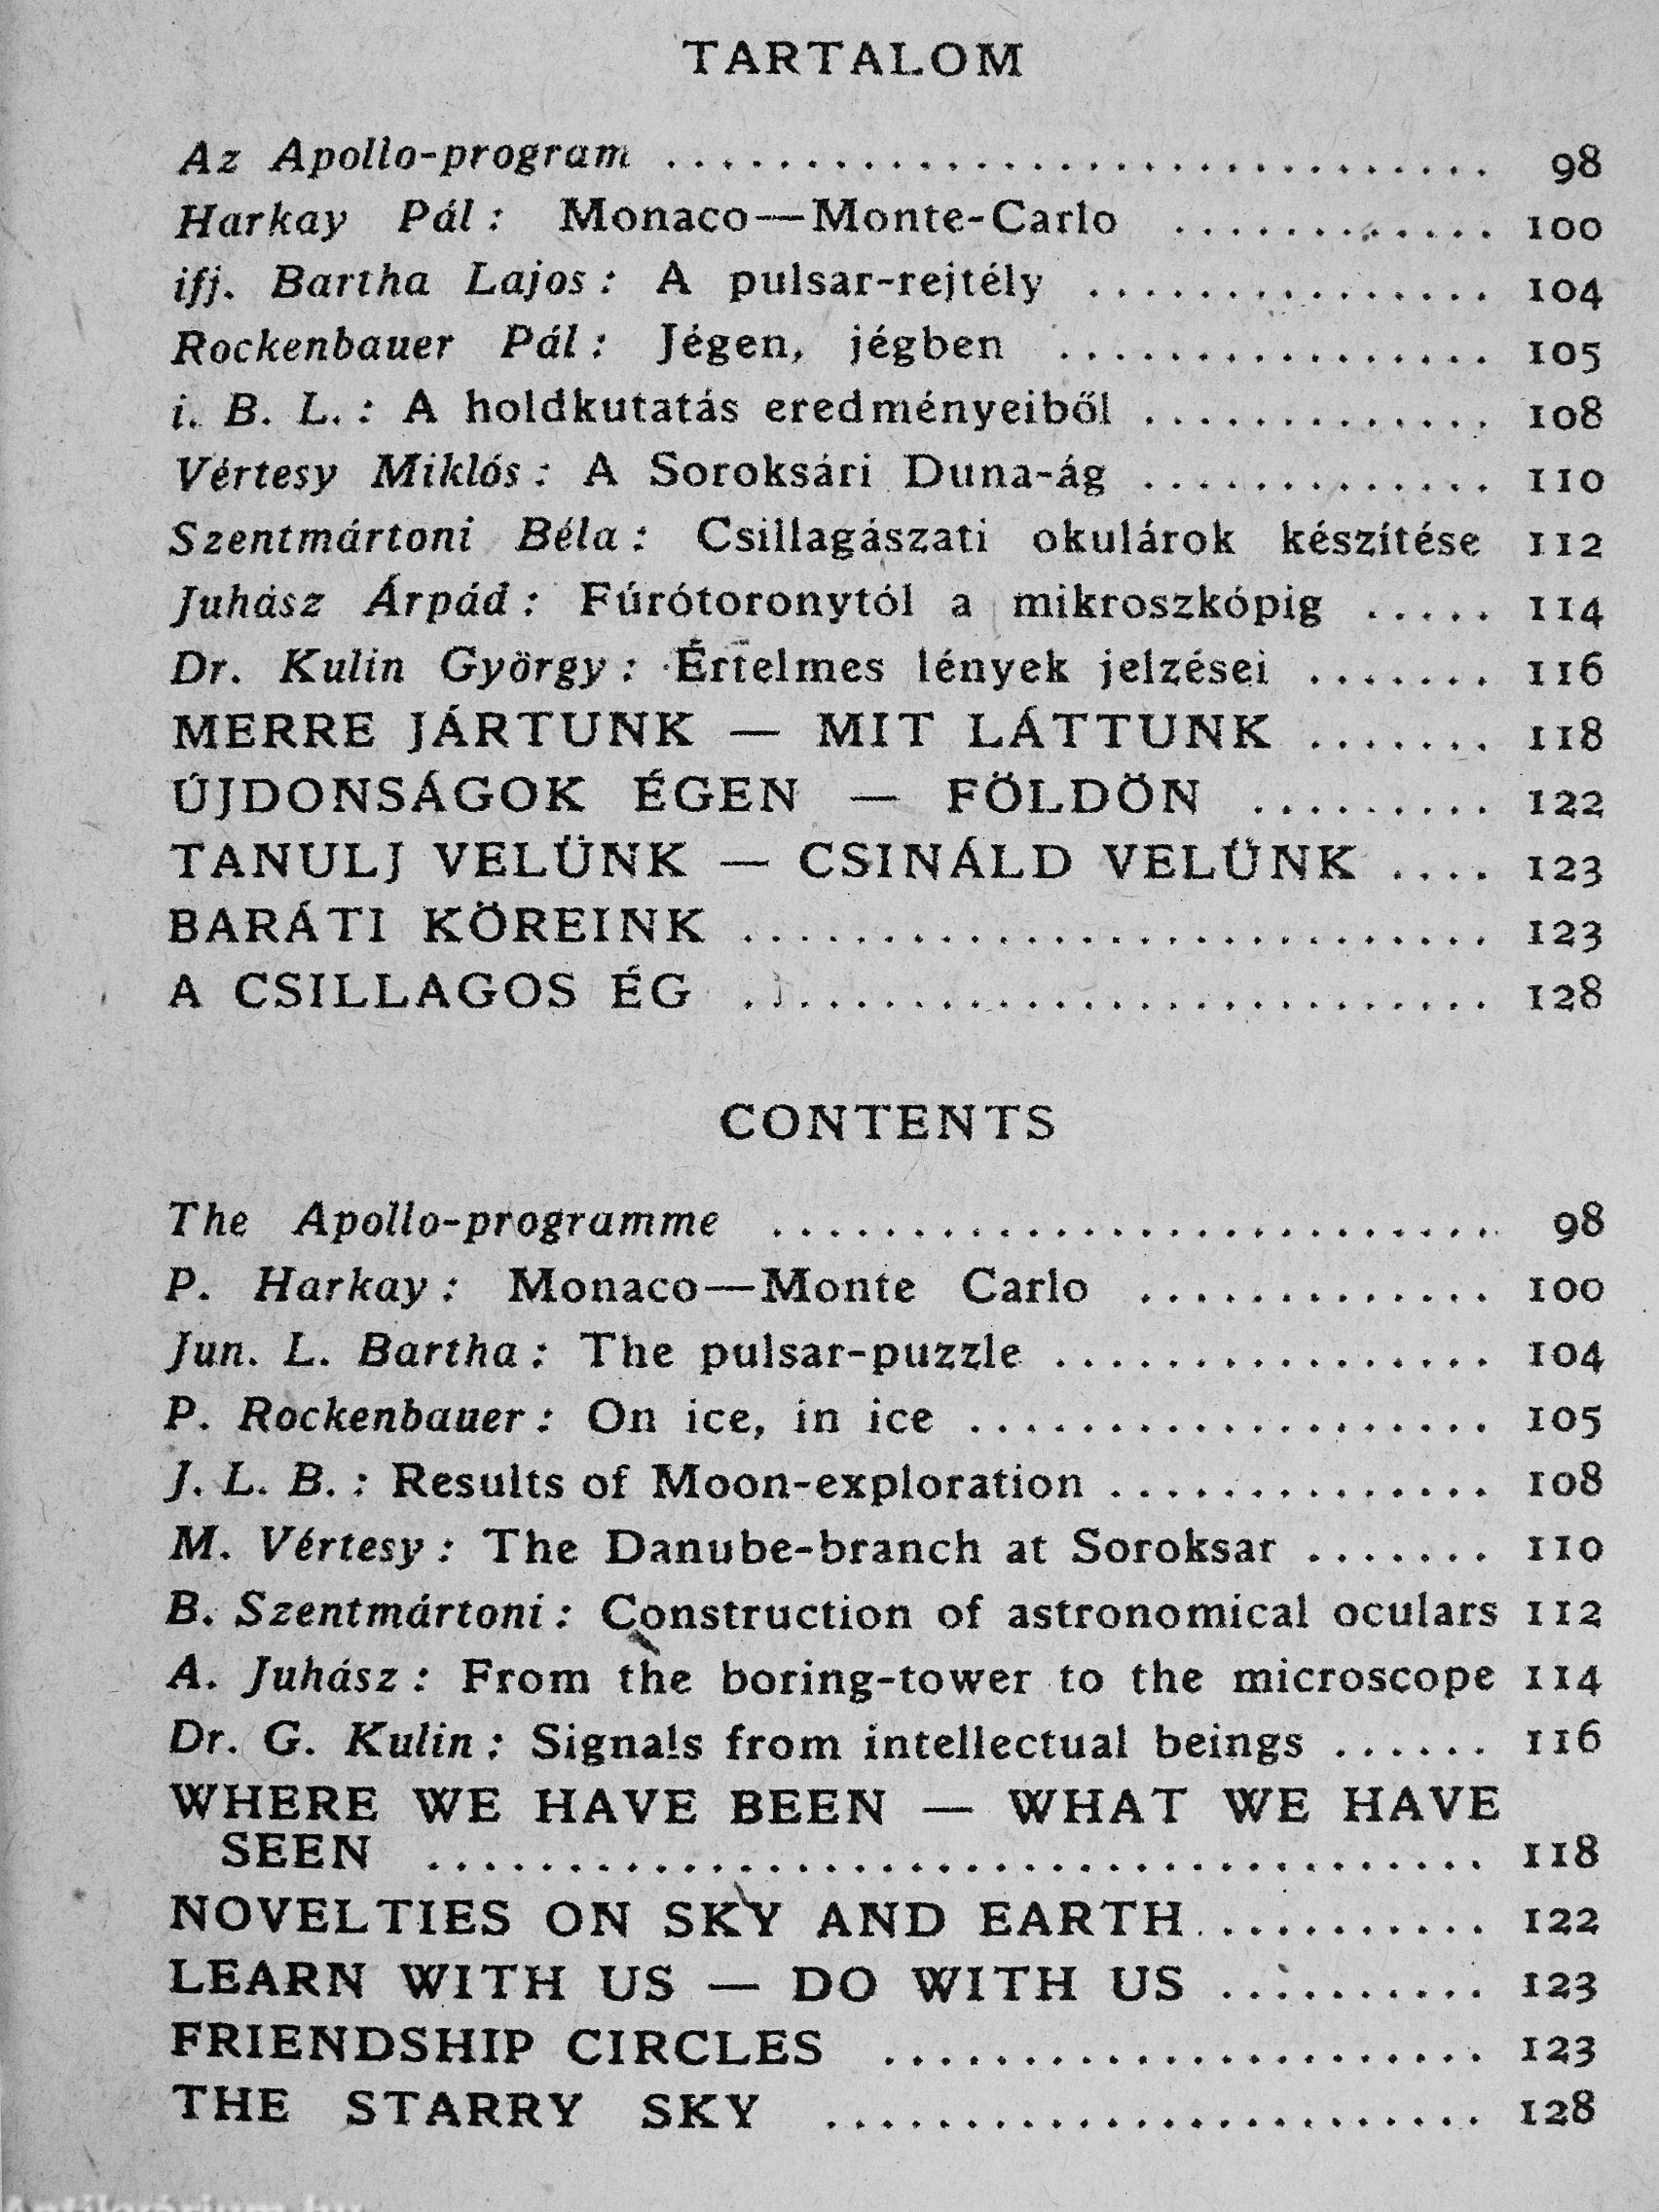 TARTALOM
Az Apollo-program .............................. 98
Harkay Pál: Monaco—Monte-Carlo ............ 100
ifj. Bartha Lajos: A pulsar-rejtély ............... 104
Rockenbauer Pál: Jégen, jégben ................ 105
i. B. L.: A holdkutatás eredményeiből ............. 108
Vértesy Miklós: A Soroksári Duna-ág ............. 110
Szentmártoni Béla: Csillagászati okulárok készítése 112
Juhász Árpád: Fúrótoronytól a mikroszkópig ..... 114
Dr. Kulin György: Értelmes lények jelzései ....... 116
MERRE JÁRTUNK — MIT LÁTTUNK ....... 118
ÚJDONSÁGOK ÉGEN — FÖLDÖN ......... 122
TANULJ VELÜNK — CSINÁLD VELÜNK .... 123
BARÁTI KÖREINK ........................... 123
A CSILLAGOS ÉG ........................... 128
CONTENTS
The Apollo-programme .......................... 98
P. Harkay: Monaco—Monte Carlo ............. 100
Jun. L. Bartha: The pulsar-puzzle ................ 104
P. Rockenbauer: On ice, in ice ................... 105
J. L. B.: Results of Moon-exploration .............. 108
M. Vértesy: The Danube-branch at Soroksar ....... 110
B. Szentmártoni: Construction of astronomical oculars 112
A. Juhász: From the boring-tower to the microscope 114
Dr. G. Kulin: Signals from intellectual beings ...... 116
WHERE WE HAVE BEEN — WHAT WE HAVE
SEEN ...................................... 118
NOVELTIES ON SKY AND EARTH........... 122
LEARN WITH US — DO WITH US .......... 123
FRIENDSHIP CIRCLES ...................... 123
THE STARRY SKY ........................ 128